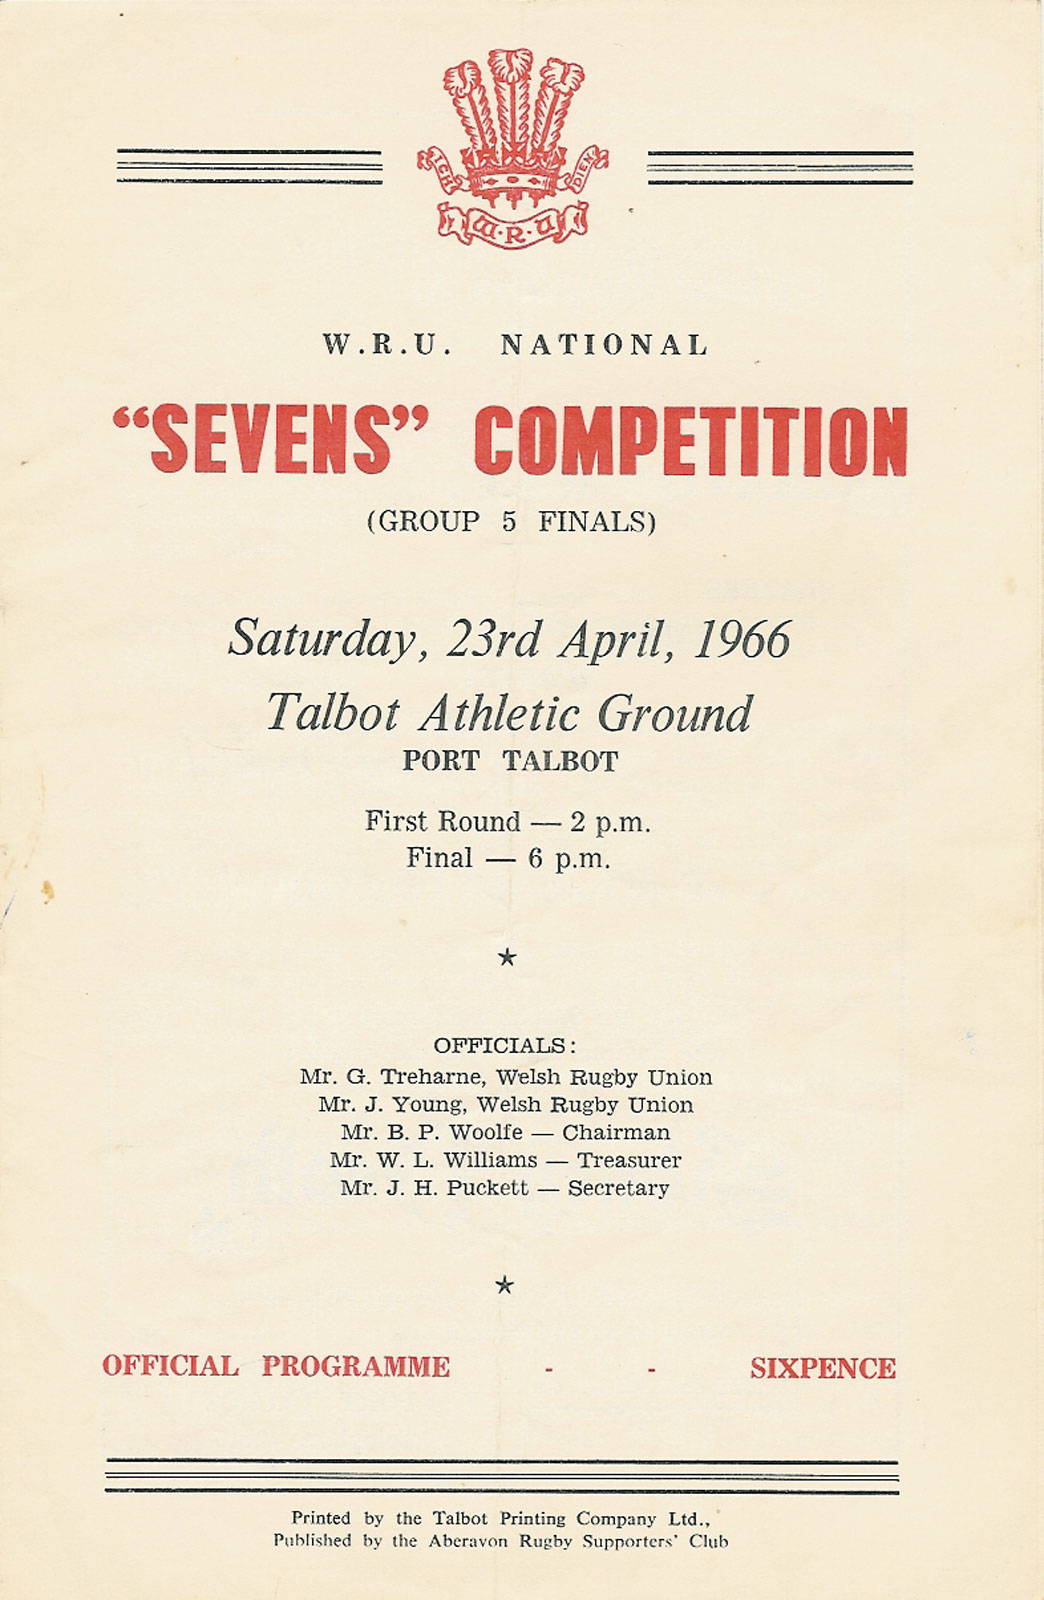 ICH DIEN
W·R·U
W.R.U. NATIONAL
“SEVENS” COMPETITION
(GROUP 5 FINALS)
Saturday, 23rd April, 1966
Talbot Athletic Ground
PORT TALBOT
First Round — 2 p.m.
Final — 6 p.m.
OFFICIALS:
Mr. G. Treharne, Welsh Rugby Union
Mr. J. Young, Welsh Rugby Union
Mr. B. P. Woolfe — Chairman
Mr. W. L. Williams — Treasurer
Mr. J. H. Puckett — Secretary
OFFICIAL PROGRAMME - - SIXPENCE
Printed by the Talbot Printing Company Ltd.,
Published by the Aberavon Rugby Supporters’ Club